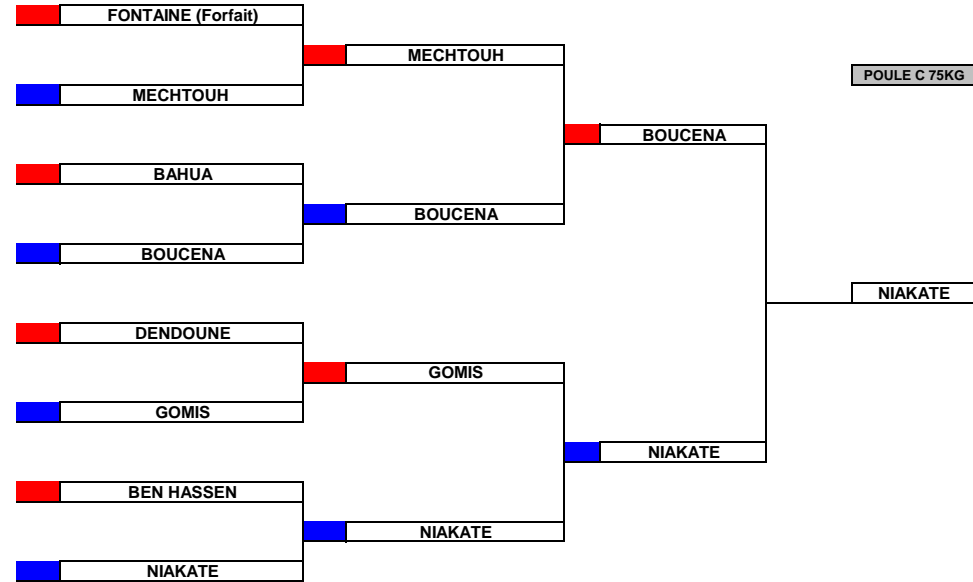 FONTAINE (Forfait)
MECHTOUH
POULE C 75KG
MECHTOUH
BOUCENA
BAHUA
BOUCENA
BOUCENA
NIAKATE
DENDOUNE
GOMIS
GOMIS
NIAKATE
BEN HASSEN
NIAKATE
NIAKATE